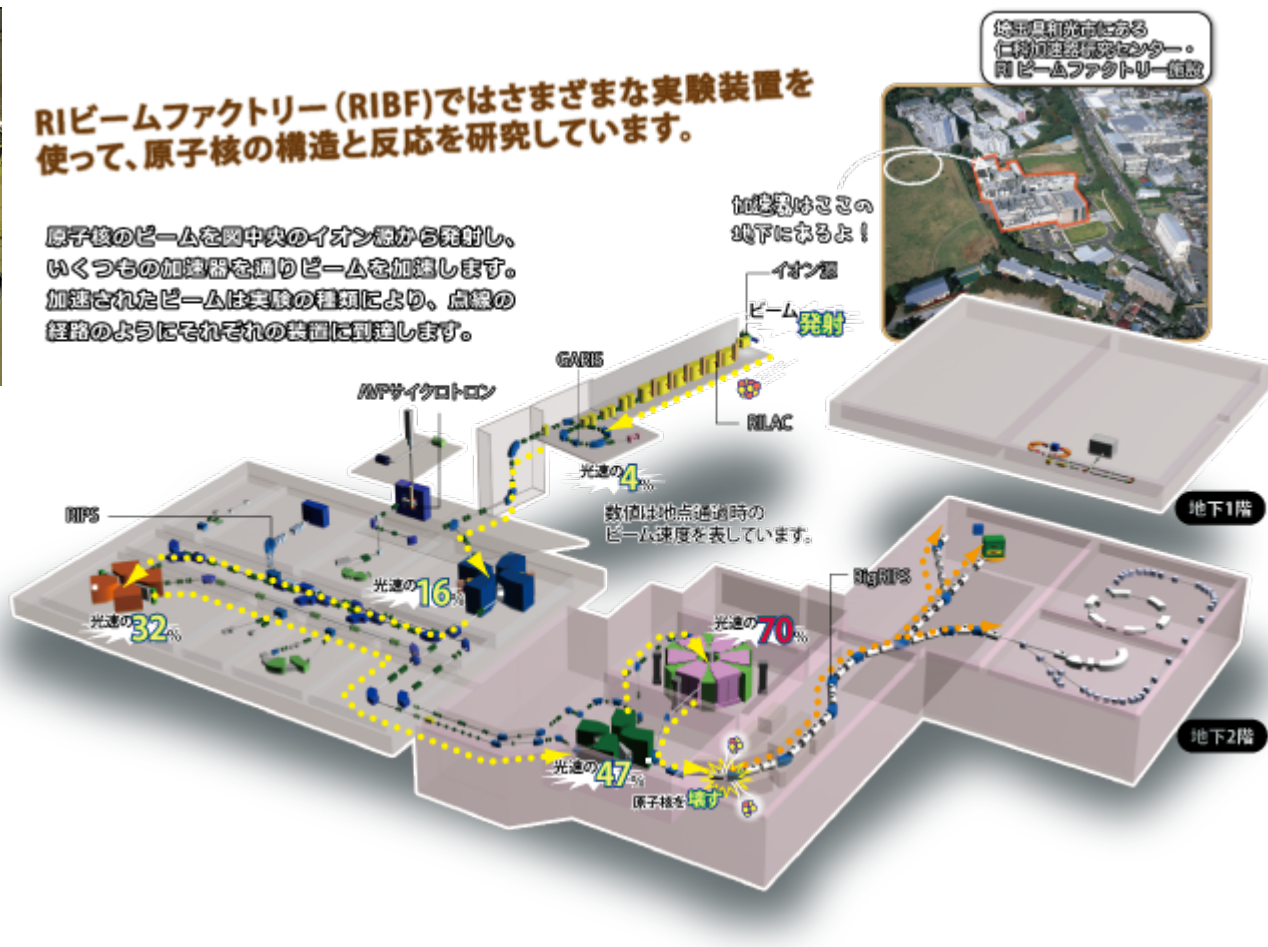 埼玉県和光市にある
仁科加速器研究センター・
RIビームファクトリー施設
RIビームファクトリー(RIBF)ではさまざまな実験装置を
使って、原子核の構造と反応を研究しています。
原子核のビームを図中央のイオン源から発射し、
いくつもの加速器を通りビームを加速します。
加速されたビームは実験の種類により、点線の
経路のようにそれぞれの装置に到達します。
加速器はここの
地下にあるよ!
イオン源
ビーム発射
GARIS
AVFサイクロトロン
RILAC
光速の4%
数値は地点通過時の
ビーム速度を表しています。
地下1階
RIPS
BigRIPS
光速の16%
光速の32%
光速の70%
地下2階
光速の47%
原子核を壊す